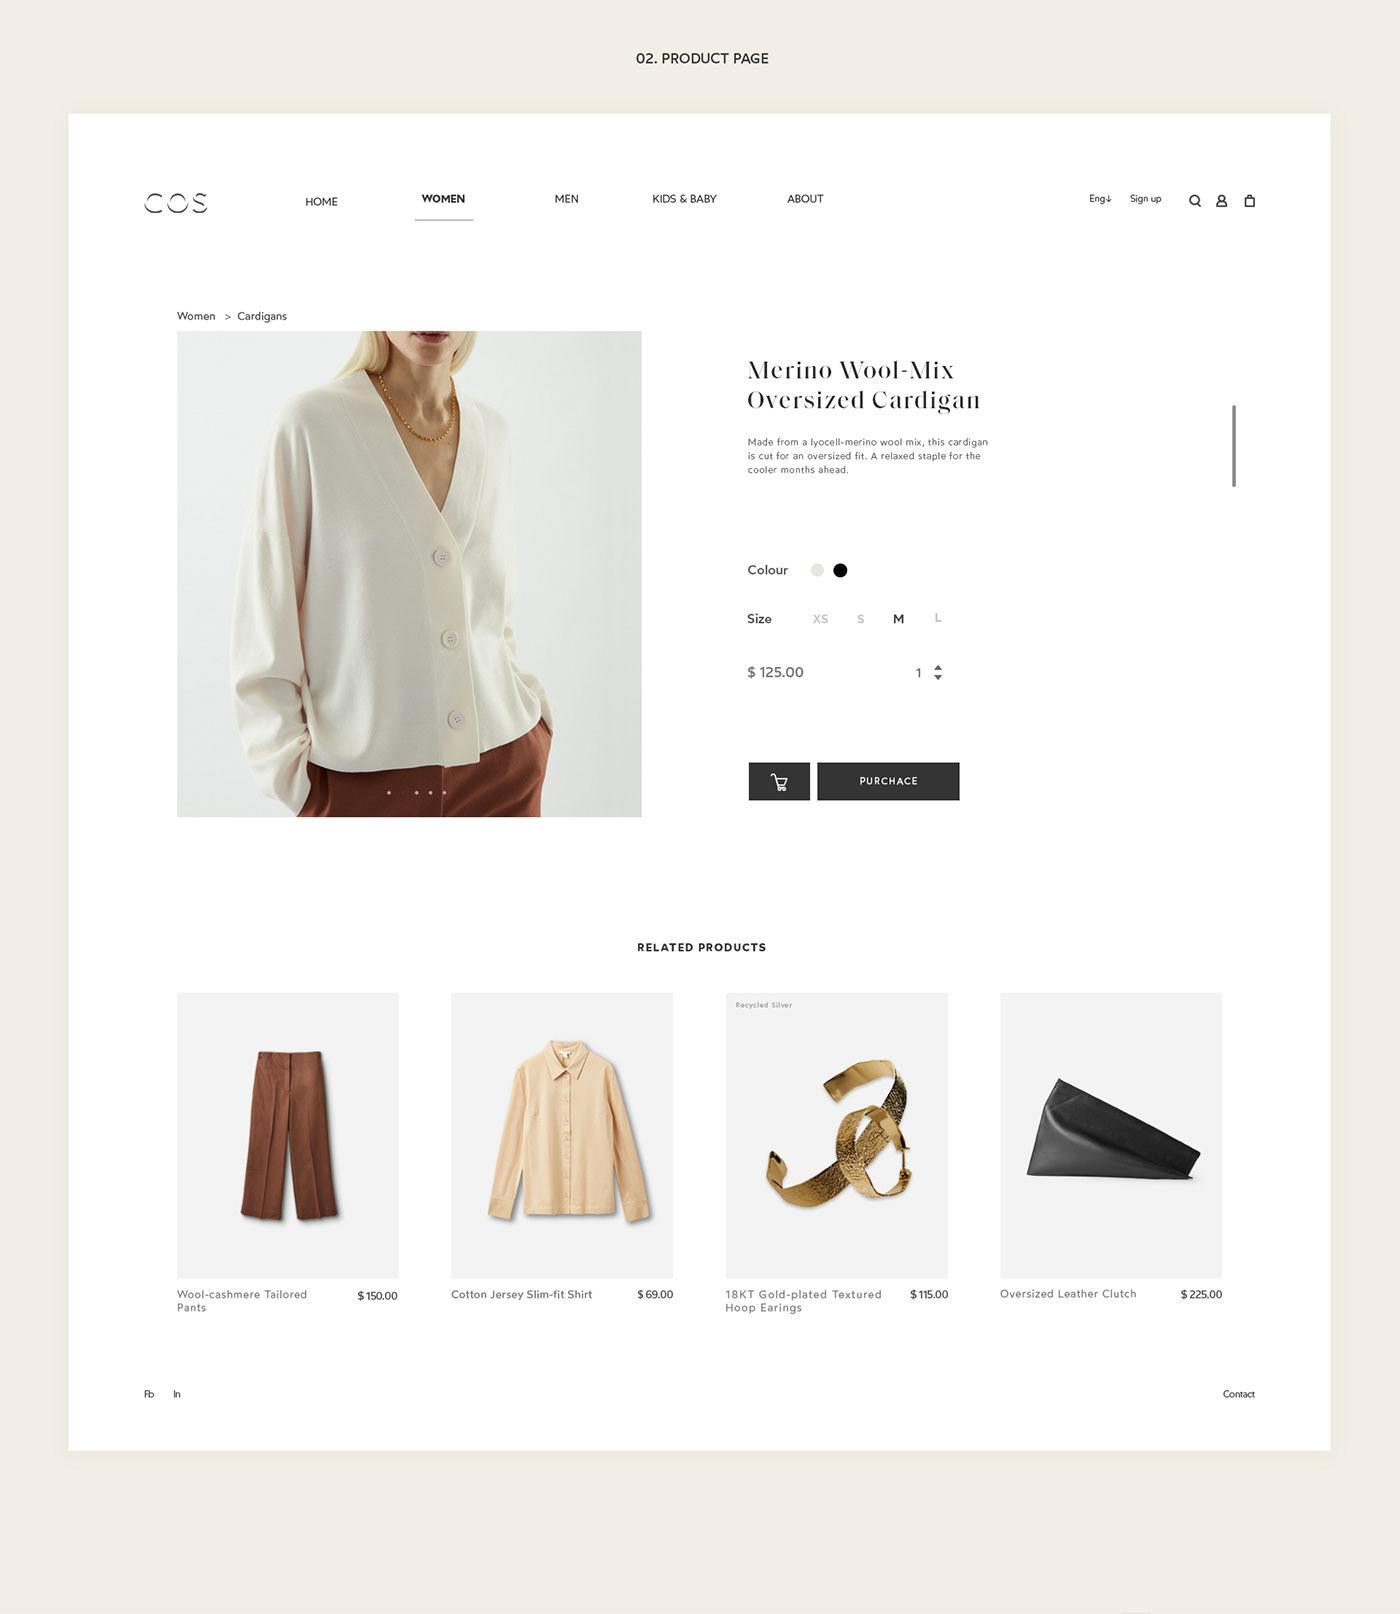 02. PRODUCT PAGE
COS
HOME WOMEN MEN KIDS & BABY ABOUT Eng↓ Sign up
Women > Cardigans
Merino Wool-Mix
Oversized Cardigan
Made from a lyocell-merino wool mix, this cardigan
is cut for an oversized fit. A relaxed staple for the
cooler months ahead.
Colour
Size XS S M L
$ 125.00 1
PURCHACE
RELATED PRODUCTS
Recycled Silver
Wool-cashmere Tailored
Pants
$ 150.00
Cotton Jersey Slim-fit Shirt $ 69.00
18KT Gold-plated Textured
Hoop Earings
$ 115.00
Oversized Leather Clutch $ 225.00
Fb In Contact